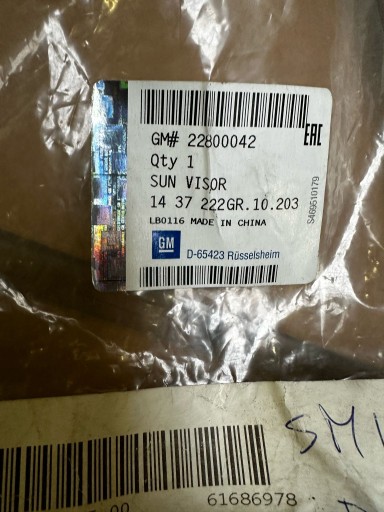 GM# 22800042
EAC
Qty 1
SUN VISOR
14 37 222GR.10.203
LB0116 MADE IN CHINA
S469510179
GM
D-65423 Rüsselsheim
SM
61686978